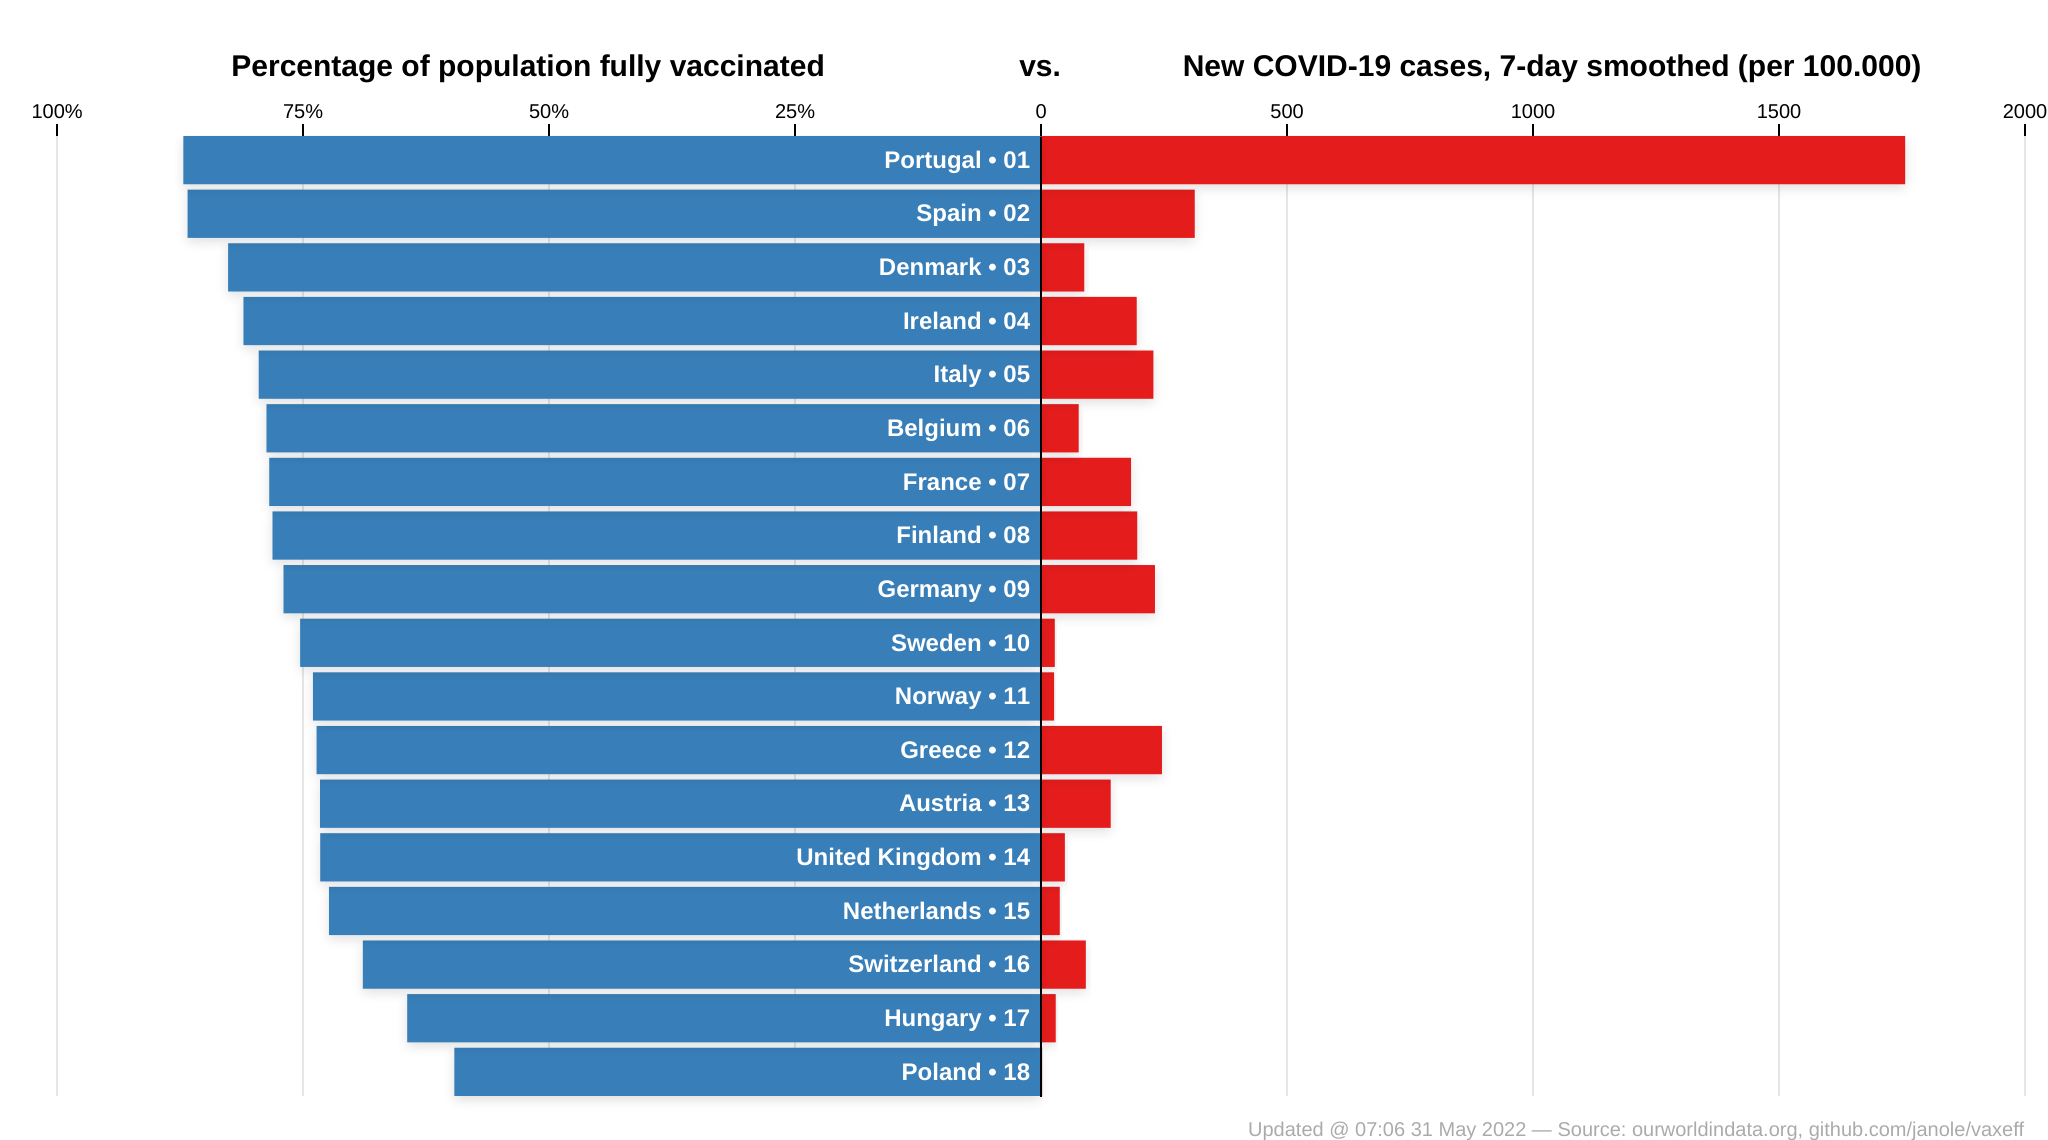 Percentage of population fully vaccinated vs. New COVID-19 cases, 7-day smoothed (per 100.000)
100% 75% 50% 25% 0 500 1000 1500 2000
Portugal • 01
Spain • 02
Denmark • 03
Ireland • 04
Italy • 05
Belgium • 06
France • 07
Finland • 08
Germany • 09
Sweden • 10
Norway • 11
Greece • 12
Austria • 13
United Kingdom • 14
Netherlands • 15
Switzerland • 16
Hungary • 17
Poland • 18
Updated @ 07:06 31 May 2022 — Source: ourworldindata.org, github.com/janole/vaxeff